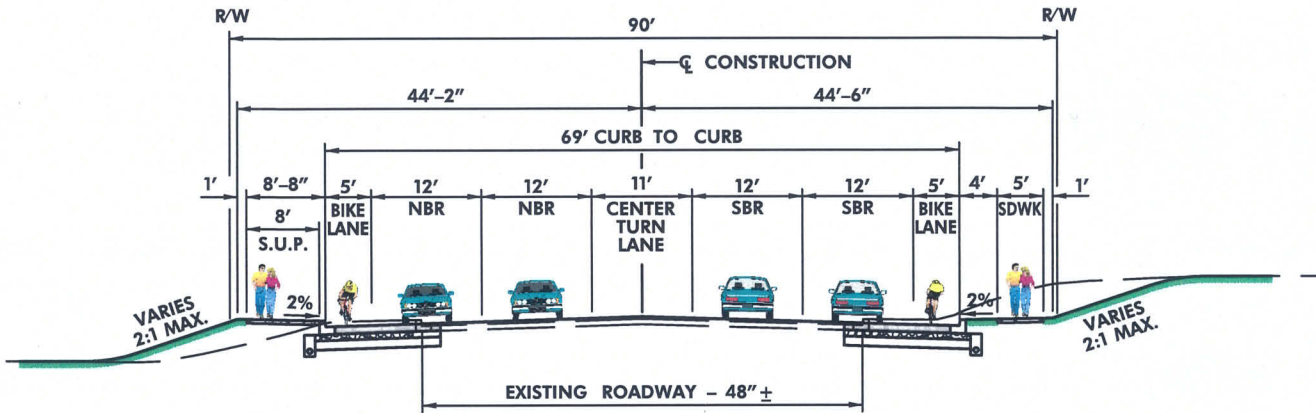 R/W R/W
90'
℄ CONSTRUCTION
44'–2" 44'–6"
69' CURB TO CURB
1' 8'–8" 5' 12' 12' 11' 12' 12' 5' 4' 5' 1'
BIKE LANE
NBR
NBR
CENTER TURN LANE
SBR
SBR
BIKE LANE
SDWK
8'
S.U.P.
2% 2%
VARIES
2:1 MAX.
VARIES
2:1 MAX.
EXISTING ROADWAY – 48" ±